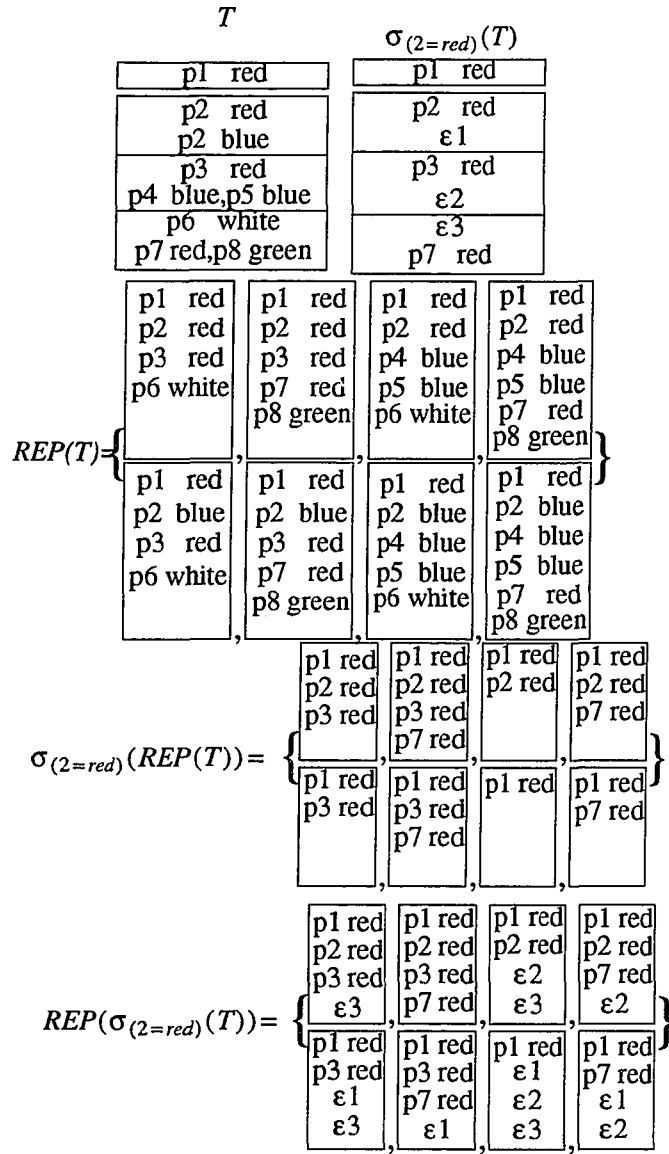 T
σ(2=red)(T)
p1 red
p1 red
p2 red
p2 blue
p2 red
ε1
p3 red
p4 blue,p5 blue
p3 red
ε2
p6 white
p7 red,p8 green
ε3
p7 red
REP(T)={
p1 red
p2 red
p3 red
p6 white
,
p1 red
p2 red
p3 red
p7 red
p8 green
,
p1 red
p2 red
p4 blue
p5 blue
p6 white
,
p1 red
p2 red
p4 blue
p5 blue
p7 red
p8 green
}
p1 red
p2 blue
p3 red
p6 white
,
p1 red
p2 blue
p3 red
p7 red
p8 green
,
p1 red
p2 blue
p4 blue
p5 blue
p6 white
,
p1 red
p2 blue
p4 blue
p5 blue
p7 red
p8 green
σ(2=red)(REP(T))= {
p1 red
p2 red
p3 red
,
p1 red
p2 red
p3 red
p7 red
,
p1 red
p2 red
,
p1 red
p2 red
p7 red
}
p1 red
p3 red
,
p1 red
p3 red
p7 red
,
p1 red
,
p1 red
p7 red
REP(σ(2=red)(T))= {
p1 red
p2 red
p3 red
ε3
,
p1 red
p2 red
p3 red
p7 red
,
p1 red
p2 red
ε2
ε3
,
p1 red
p2 red
p7 red
ε2
}
p1 red
p3 red
ε1
ε3
,
p1 red
p3 red
p7 red
ε1
,
p1 red
ε1
ε2
ε3
,
p1 red
p7 red
ε1
ε2